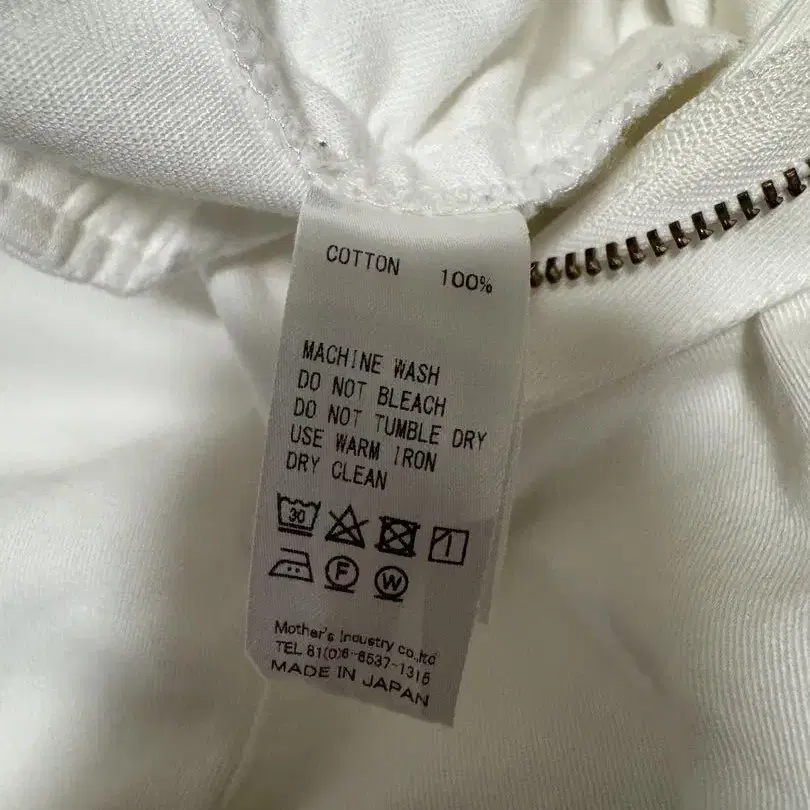 COTTON 100%
MACHINE WASH
DO NOT BLEACH
DO NOT TUMBLE DRY
USE WARM IRON
DRY CLEAN
30
F W
Mother's Industry co.,ltd
TEL 81(0)6-6537-1316
MADE IN JAPAN